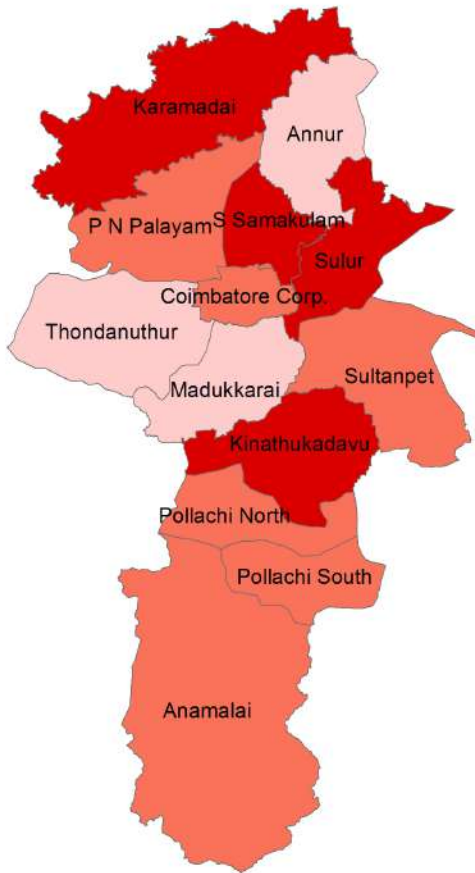 Karamadai
Annur
P N Palayam
S Samakulam
Sulur
Coimbatore Corp.
Thondanuthur
Sultanpet
Madukkarai
Kinathukadavu
Pollachi North
Pollachi South
Anamalai